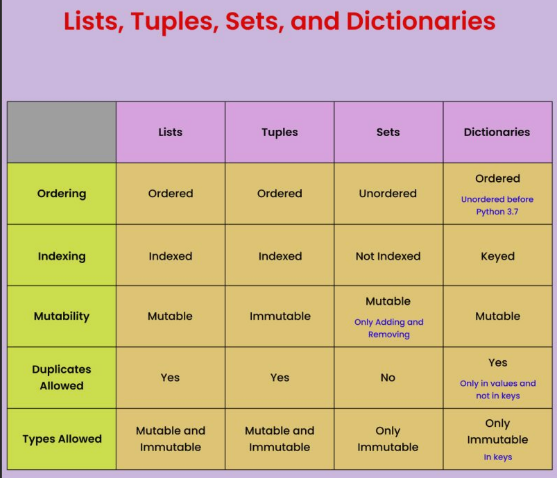 Lists, Tuples, Sets, and Dictionaries
Lists Tuples Sets Dictionaries
Ordering Ordered Ordered Unordered Ordered
Unordered before
Python 3.7
Indexing Indexed Indexed Not Indexed Keyed
Mutability Mutable Immutable Mutable Mutable
Only Adding and
Removing
Duplicates
Allowed Yes Yes No Yes
Only in values and
not in keys
Types Allowed Mutable and
Immutable Mutable and
Immutable Only
Immutable Only
Immutable
In keys